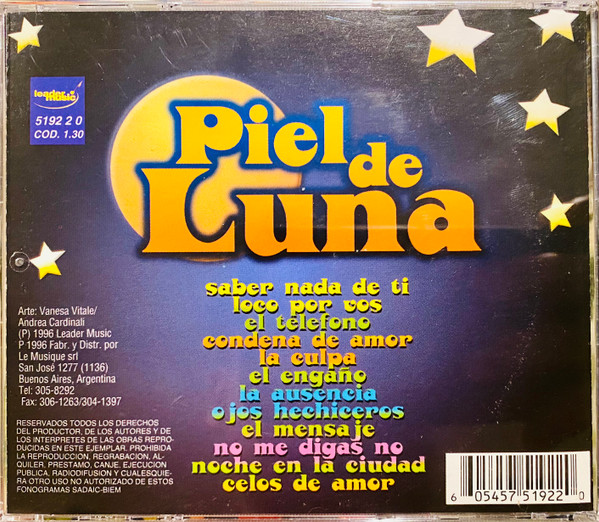 leader music
5192 2 0
COD. 1.30
Piel de
Luna
saber nada de ti
loco por vos
el telefono
condena de amor
la culpa
el engaño
la ausencia
ojos hechiceros
el mensaje
no me digas no
noche en la ciudad
celos de amor
Arte: Vanesa Vitale/
Andrea Cardinali
(P) 1996 Leader Music
P 1996 Fabr. y Distr. por
Le Musique srl
San José 1277 (1136)
Buenos Aires, Argentina
Tel: 305-8292
Fax: 306-1263/304-1397
RESERVADOS TODOS LOS DERECHOS
DEL PRODUCTOR, DE LOS AUTORES Y DE
LOS INTERPRETES DE LAS OBRAS REPRO-
DUCIDAS EN ESTE EJEMPLAR. PROHIBIDA
LA REPRODUCCION, REGRABACION, AL-
QUILER, PRESTAMO, CANJE, EJECUCION
PUBLICA, RADIODIFUSION Y CUALESQUIE-
RA OTRO USO NO AUTORIZADO DE ESTOS
FONOGRAMAS SADAIC-BIEM
6 05457 51922 0